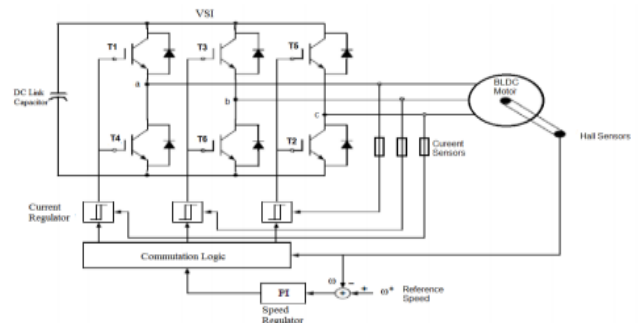 VSI
T1
T3
T5
DC Link
Capacitor
a
b
c
BLDC
Motor
T4
T6
T2
Hall Sensors
Cureent
Sensors
Current
Regulator
Commutation Logic
ω
-
+
ω*
Reference
Speed
PI
Speed
Regulator